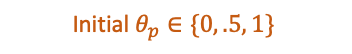 Initial θₚ ∈ {0, .5, 1}